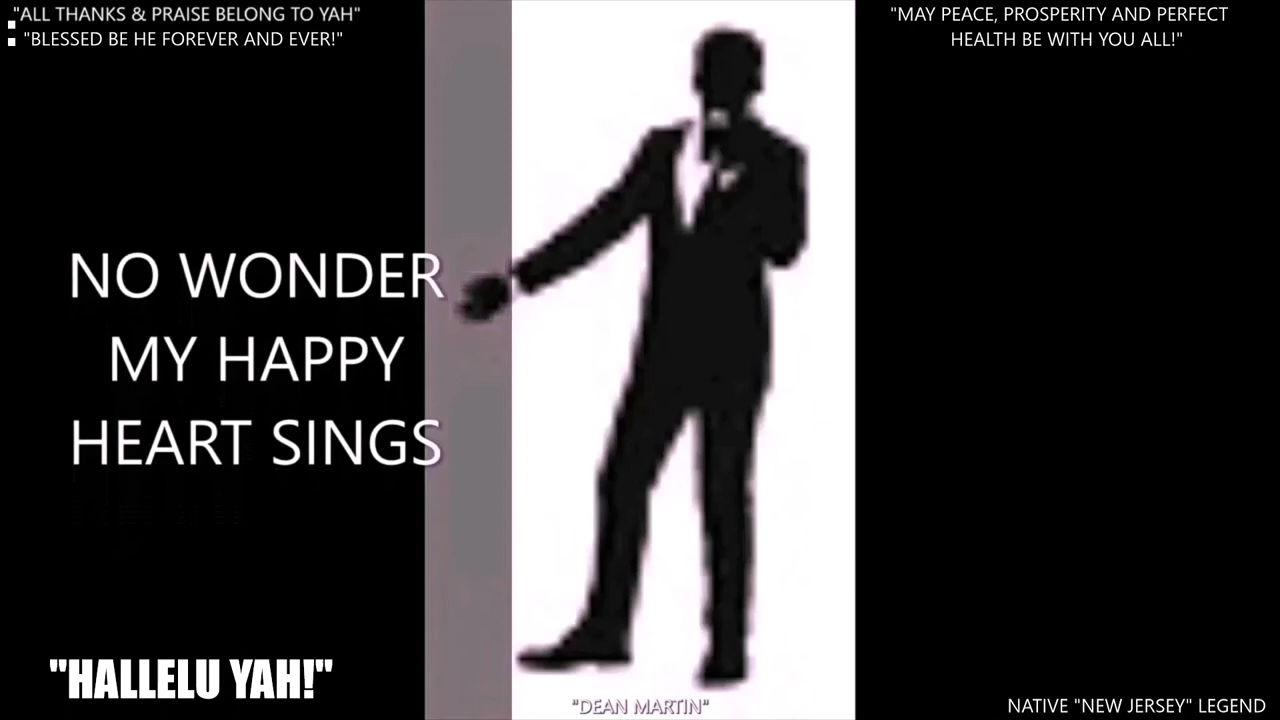 "ALL THANKS & PRAISE BELONG TO YAH"
"BLESSED BE HE FOREVER AND EVER!"
"MAY PEACE, PROSPERITY AND PERFECT
HEALTH BE WITH YOU ALL!"
NO WONDER
MY HAPPY
HEART SINGS
"HALLELU YAH!"
"DEAN MARTIN"
NATIVE "NEW JERSEY" LEGEND